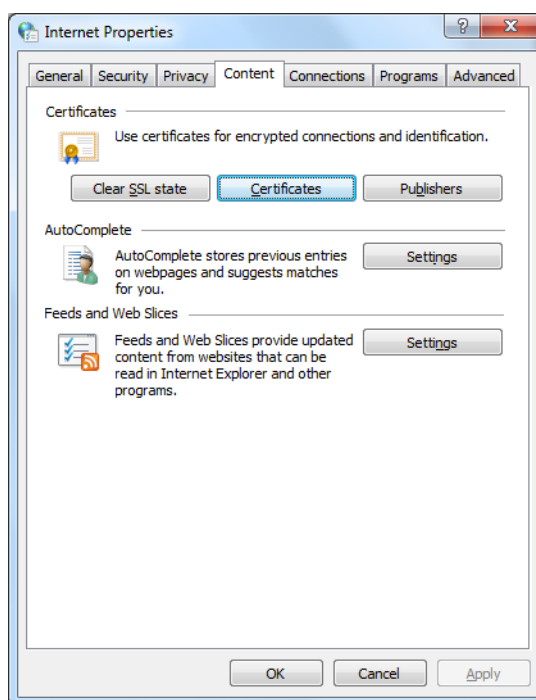 Internet Properties
General Security Privacy Content Connections Programs Advanced
Certificates
Use certificates for encrypted connections and identification.
Clear SSL state Certificates Publishers
AutoComplete
AutoComplete stores previous entries
on webpages and suggests matches
for you.
Settings
Feeds and Web Slices
Feeds and Web Slices provide updated
content from websites that can be
read in Internet Explorer and other
programs.
Settings
OK Cancel Apply